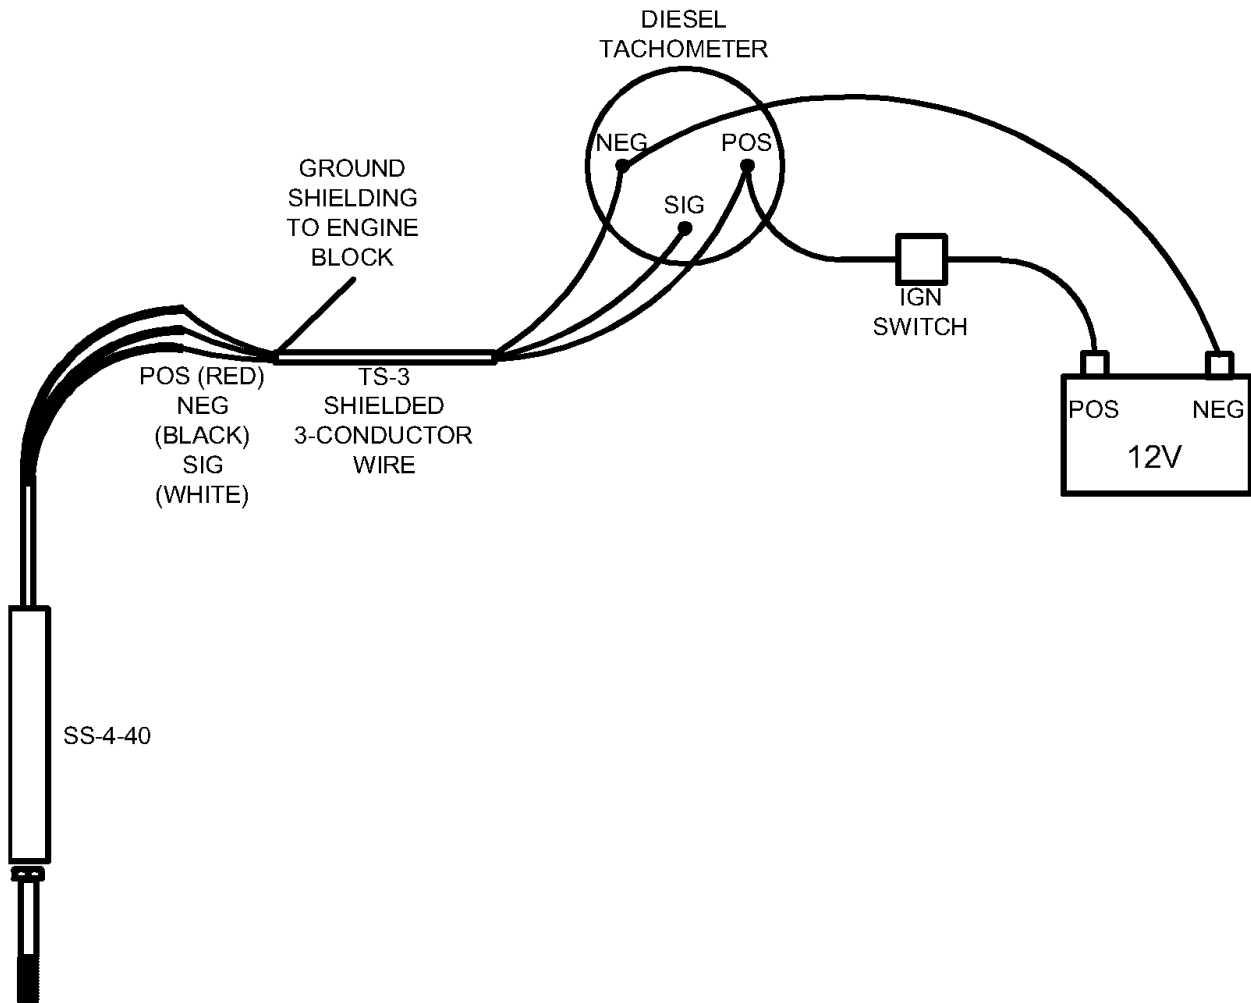 DIESEL
TACHOMETER
NEG
POS
SIG
GROUND
SHIELDING
TO ENGINE
BLOCK
IGN
SWITCH
POS (RED)
NEG
(BLACK)
SIG
(WHITE)
TS-3
SHIELDED
3-CONDUCTOR
WIRE
POS
NEG
12V
SS-4-40